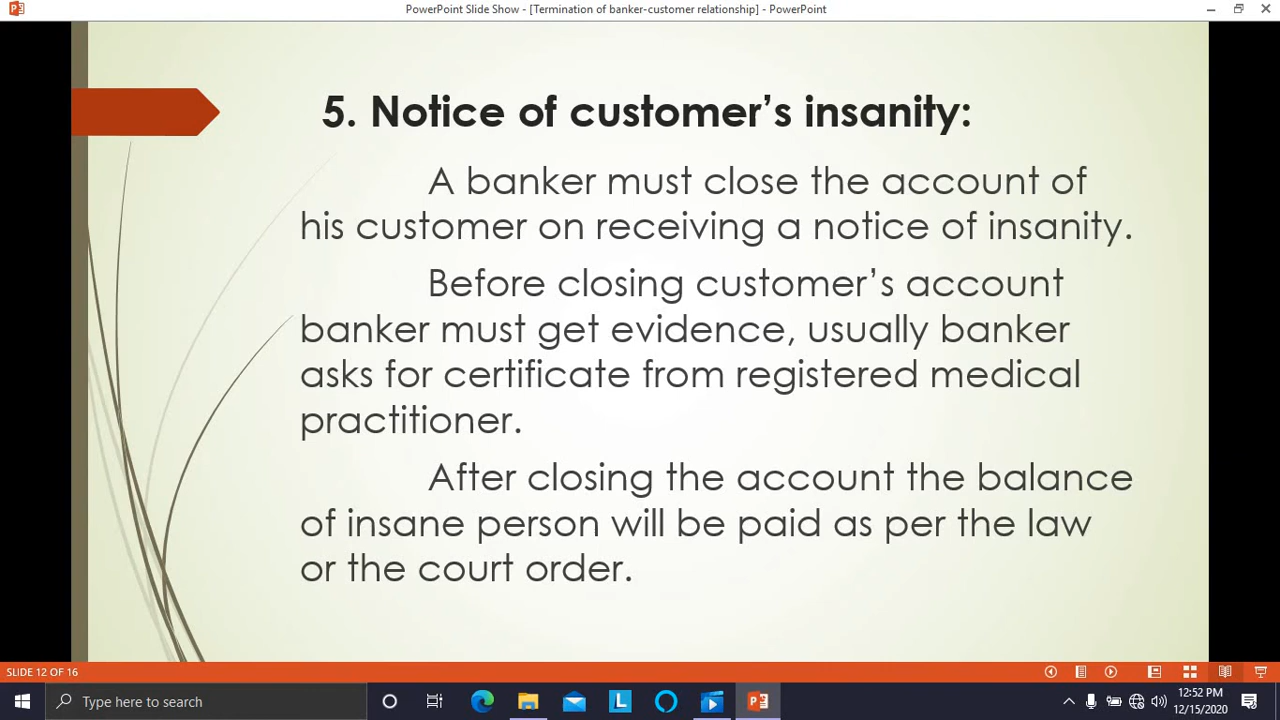 PowerPoint Slide Show - [Termination of banker-customer relationship] - PowerPoint
5. Notice of customer’s insanity:
A banker must close the account of
his customer on receiving a notice of insanity.
Before closing customer’s account
banker must get evidence, usually banker
asks for certificate from registered medical
practitioner.
After closing the account the balance
of insane person will be paid as per the law
or the court order.
SLIDE 12 OF 16
Type here to search
L
12:52 PM
12/15/2020